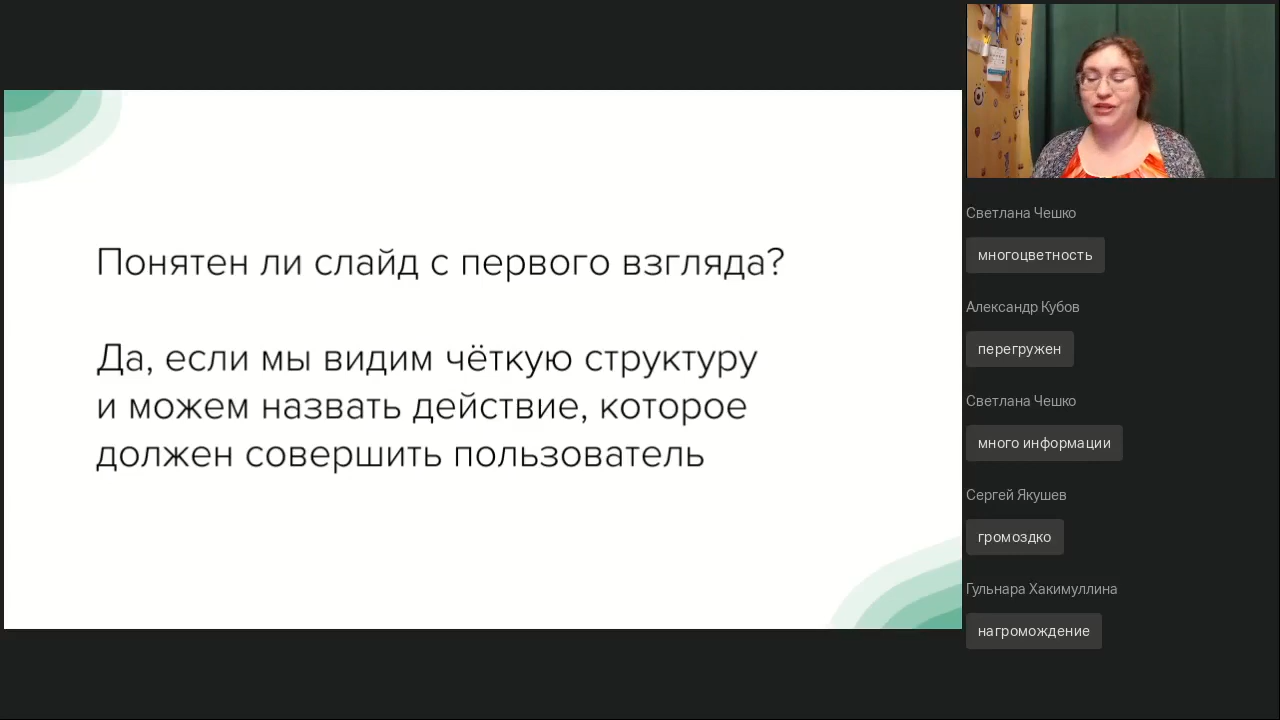 Понятен ли слайд с первого взгляда?
Да, если мы видим чёткую структуру
и можем назвать действие, которое
должен совершить пользователь
Светлана Чешко
многоцветность
Александр Кубов
перегружен
Светлана Чешко
много информации
Сергей Якушев
громоздко
Гульнара Хакимуллина
нагромождение